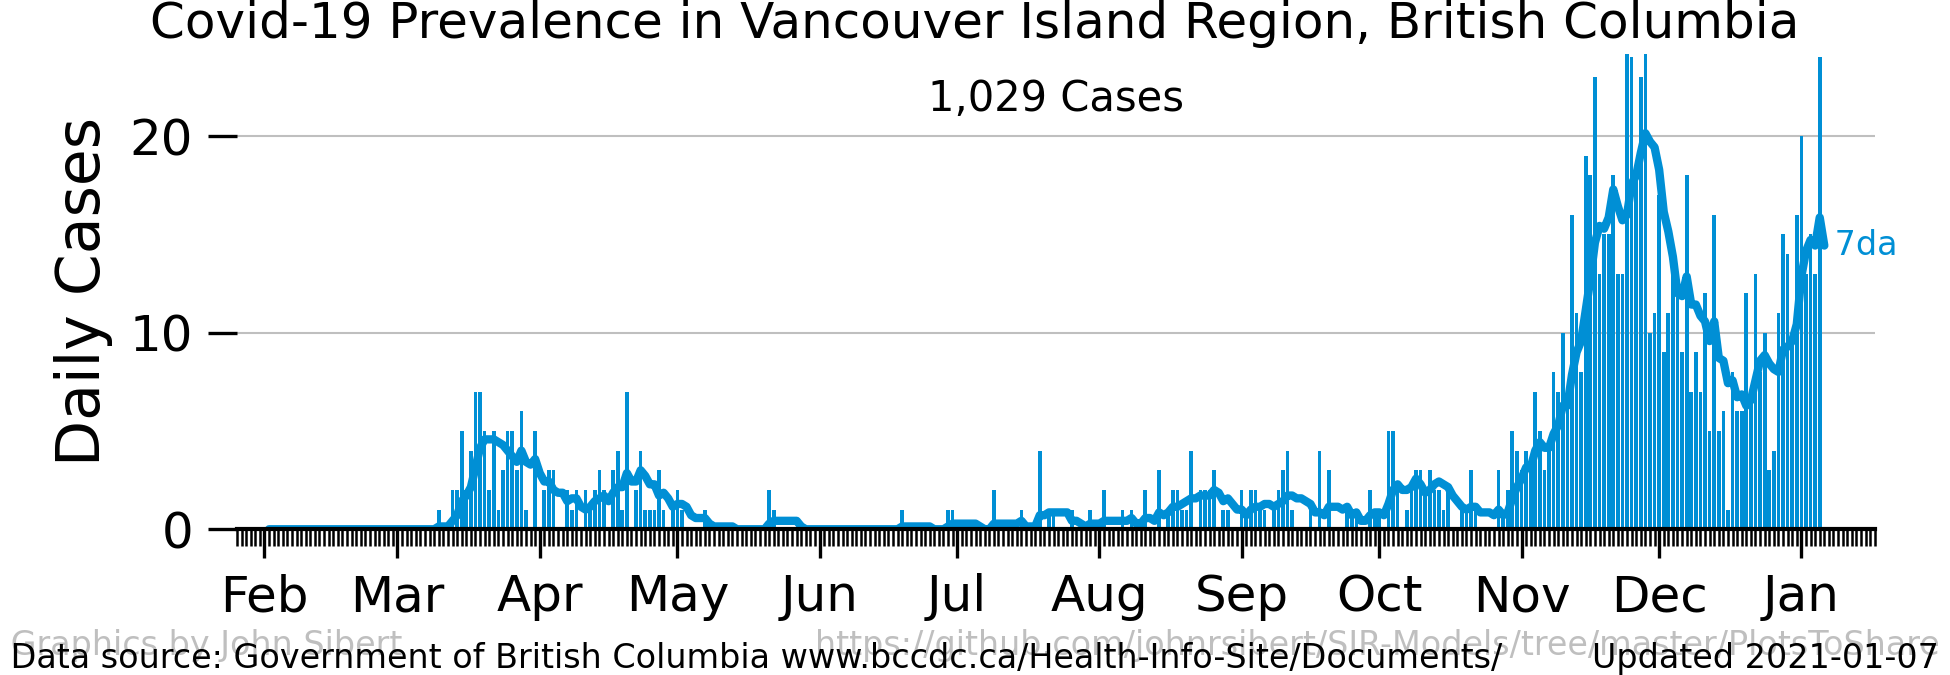 Covid-19 Prevalence in Vancouver Island Region, British Columbia
1,029 Cases
Daily Cases
20
10
0
7da
Feb Mar Apr May Jun Jul Aug Sep Oct Nov Dec Jan
Graphics by John Sibert https://github.com/johnrsibert/SIR-Models/tree/master/PlotsToShare
Data source: Government of British Columbia www.bccdc.ca/Health-Info-Site/Documents/ Updated 2021-01-07